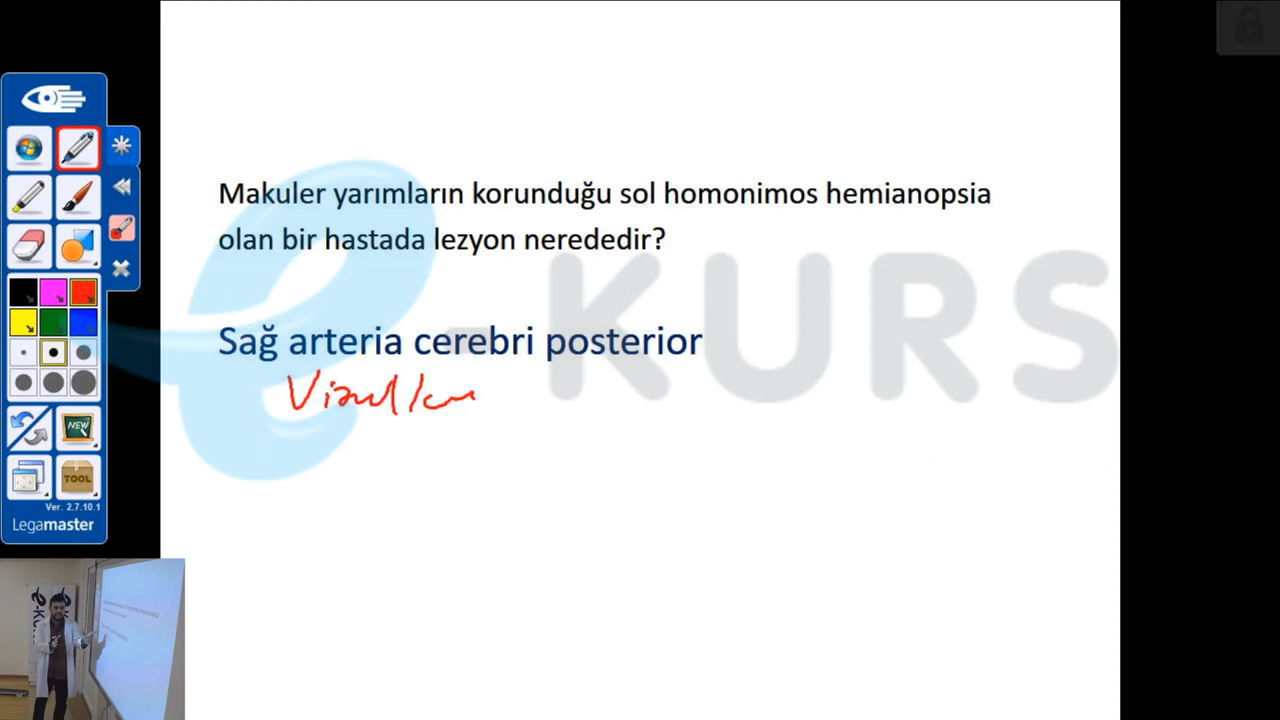 Makuler yarımların korunduğu sol homonimos hemianopsia
olan bir hastada lezyon nerededir?
Sağ arteria cerebri posterior
e-KURS
NEW
TOOL
Ver. 2.7.10.1
Legamaster